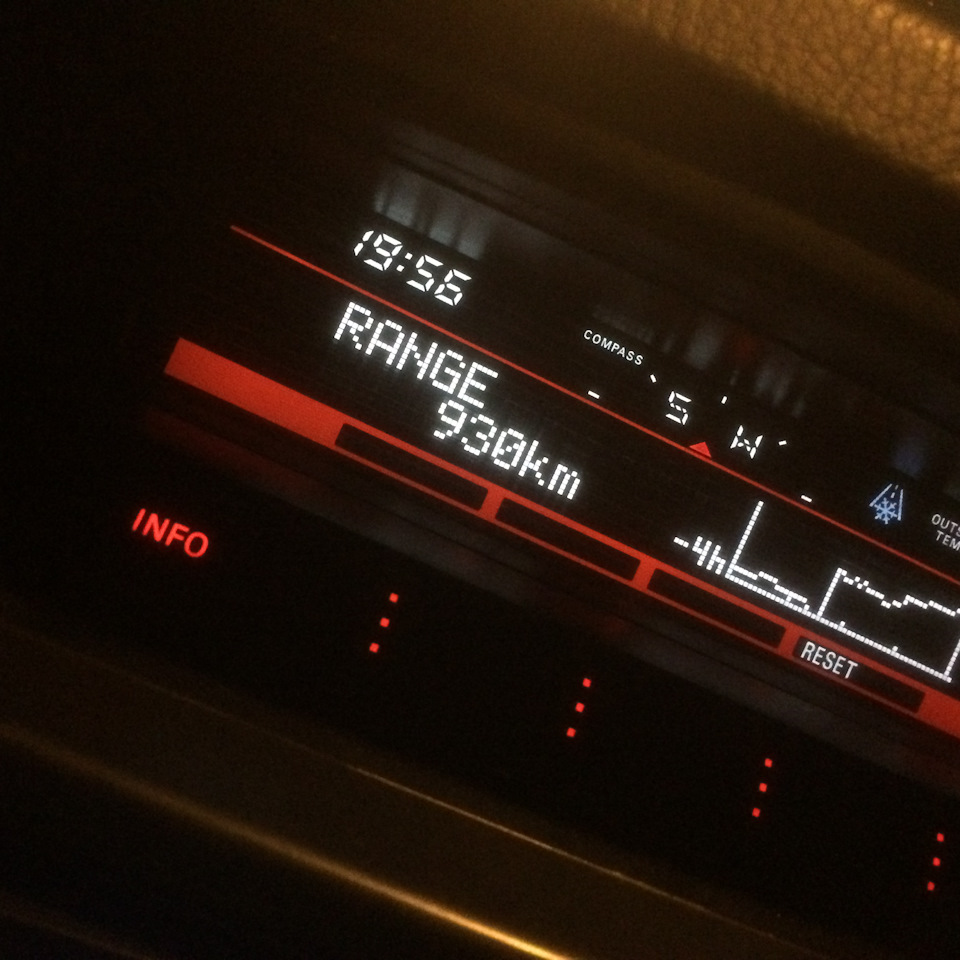 19:56
COMPASS
S W
RANGE
930km
-4h
RESET
INFO